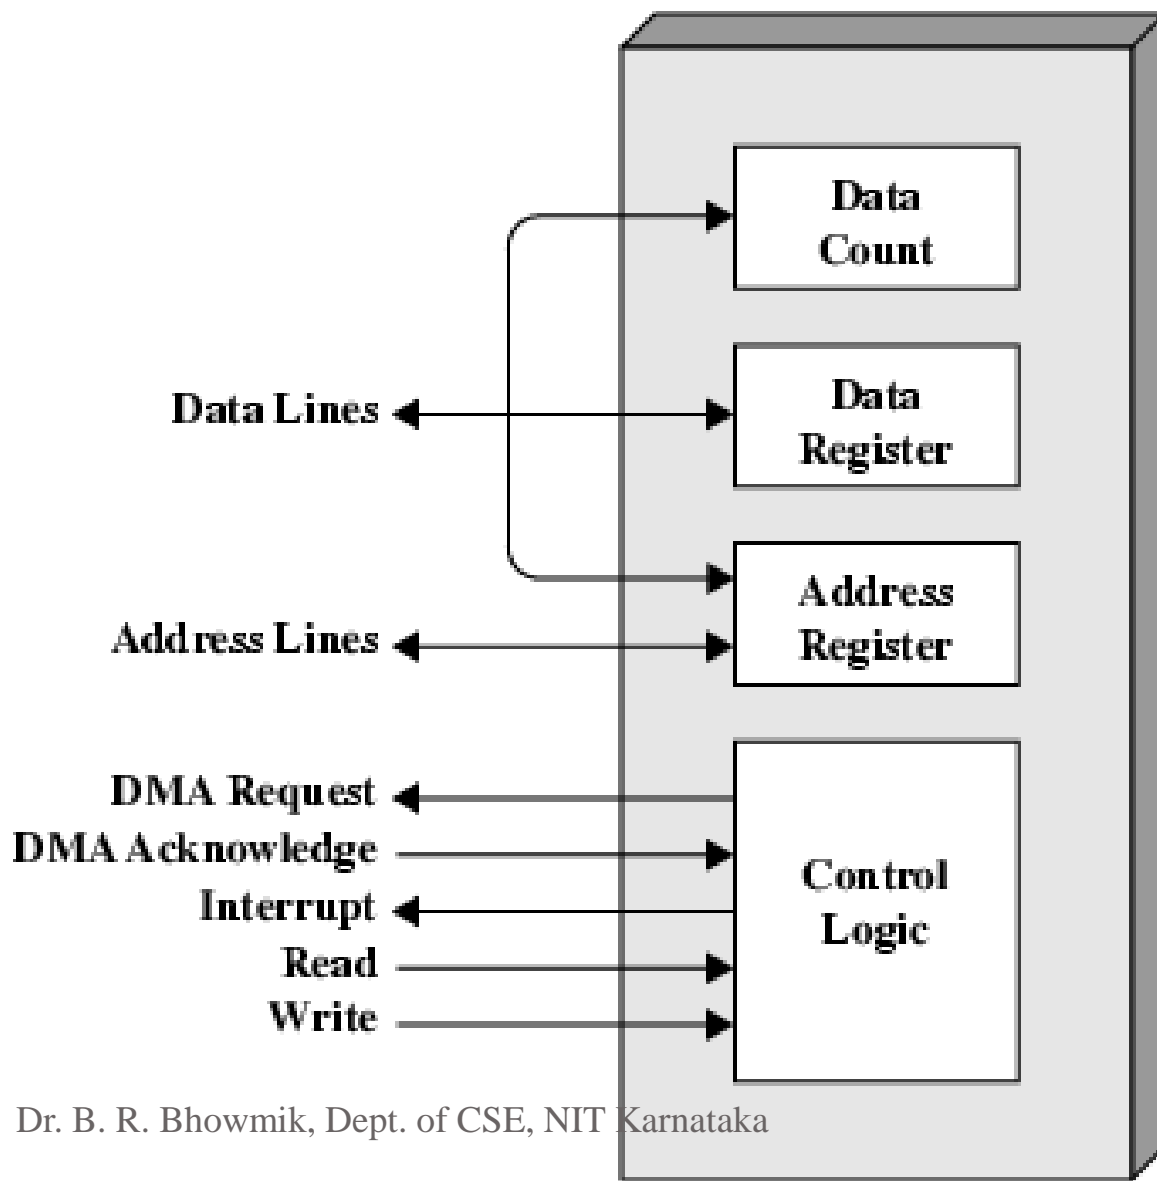 Data
Count
Data Lines
Data
Register
Address
Register
Address Lines
DMA Request
DMA Acknowledge
Interrupt
Read
Write
Control
Logic
Dr. B. R. Bhowmik, Dept. of CSE, NIT Karnataka